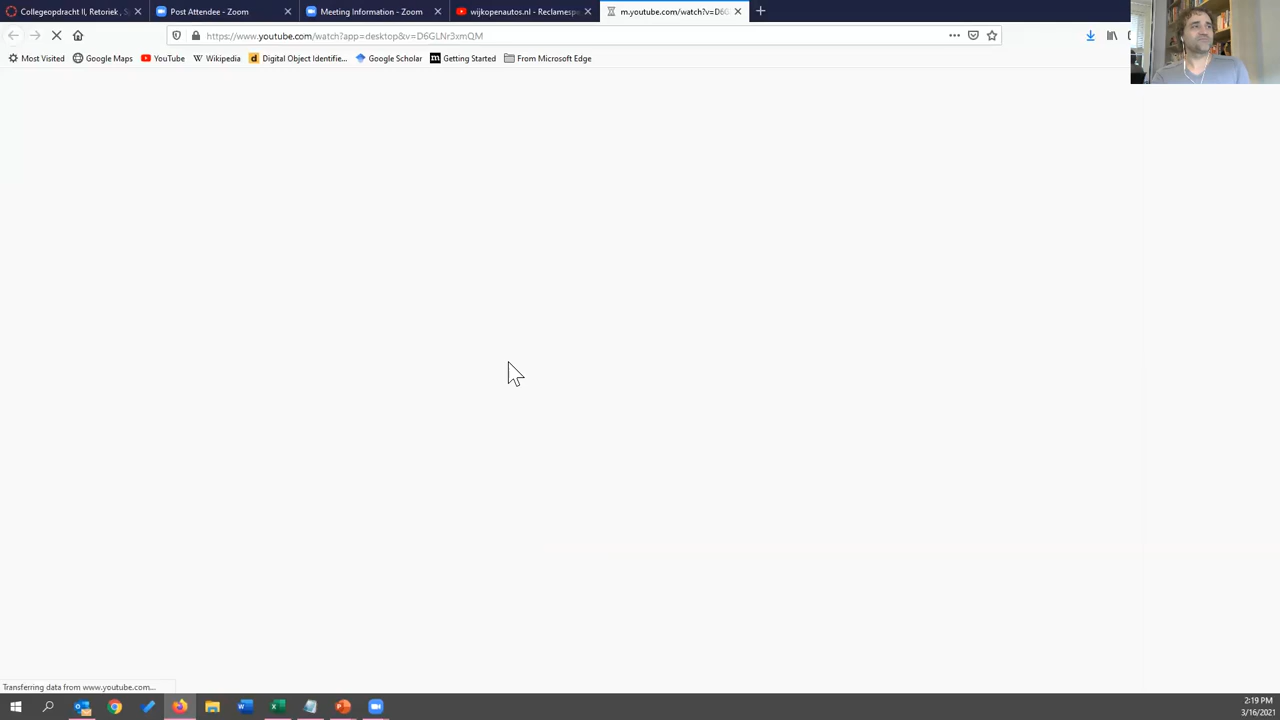 Collegeopdracht II, Retoriek, S
Post Attendee - Zoom
Meeting Information - Zoom
wijkopenautos.nl - Reclamespe
m.youtube.com/watch?v=D6G
https://www.youtube.com/watch?app=desktop&v=D6GLNr3xmQM
Most Visited
Google Maps
YouTube
Wikipedia
Digital Object Identifie...
Google Scholar
Getting Started
From Microsoft Edge
Transferring data from www.youtube.com...
2:19 PM
3/16/2021